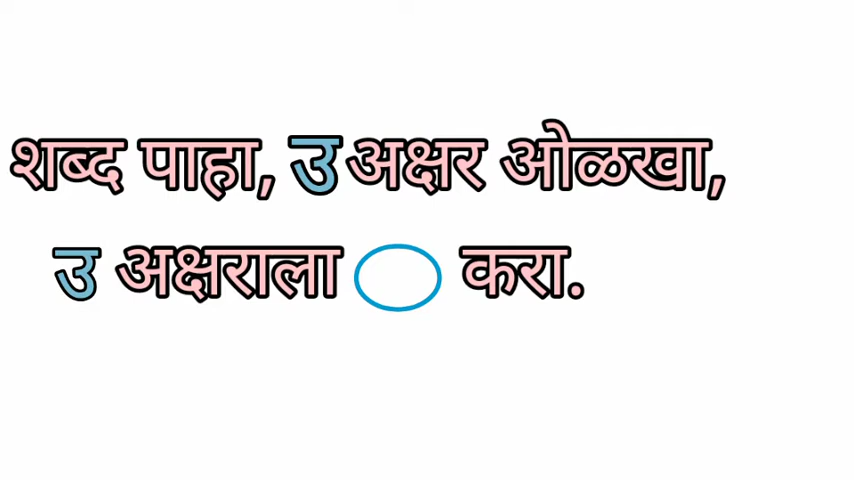 शब्द पाहा, उ अक्षर ओळखा,
उ अक्षराला करा.